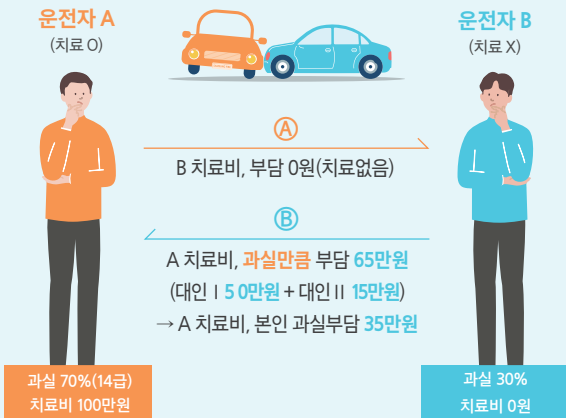 운전자 A
(치료 O)
운전자 B
(치료 X)
Ⓐ
B 치료비, 부담 0원(치료없음)
Ⓑ
A 치료비, 과실만큼 부담 65만원
(대인Ⅰ5 0만원 + 대인Ⅱ 15만원)
→ A 치료비, 본인 과실부담 35만원
과실 70%(14급)
치료비 100만원
과실 30%
치료비 0원